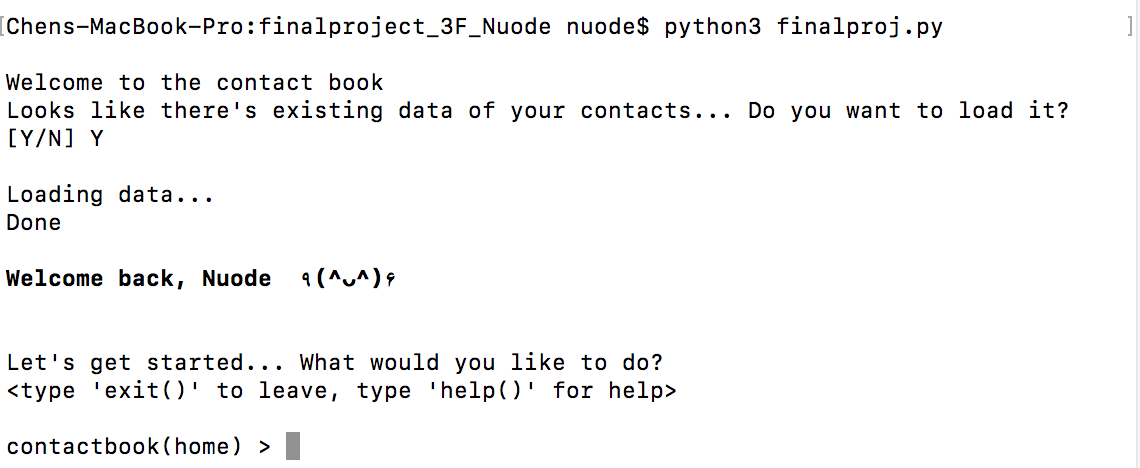 [Chens-MacBook-Pro:finalproject_3F_Nuode nuode$ python3 finalproj.py ]
Welcome to the contact book
Looks like there's existing data of your contacts... Do you want to load it?
[Y/N] Y
Loading data...
Done
Welcome back, Nuode  ٩(^ᴗ^)۶
Let's get started... What would you like to do?
<type 'exit()' to leave, type 'help()' for help>
contactbook(home) >